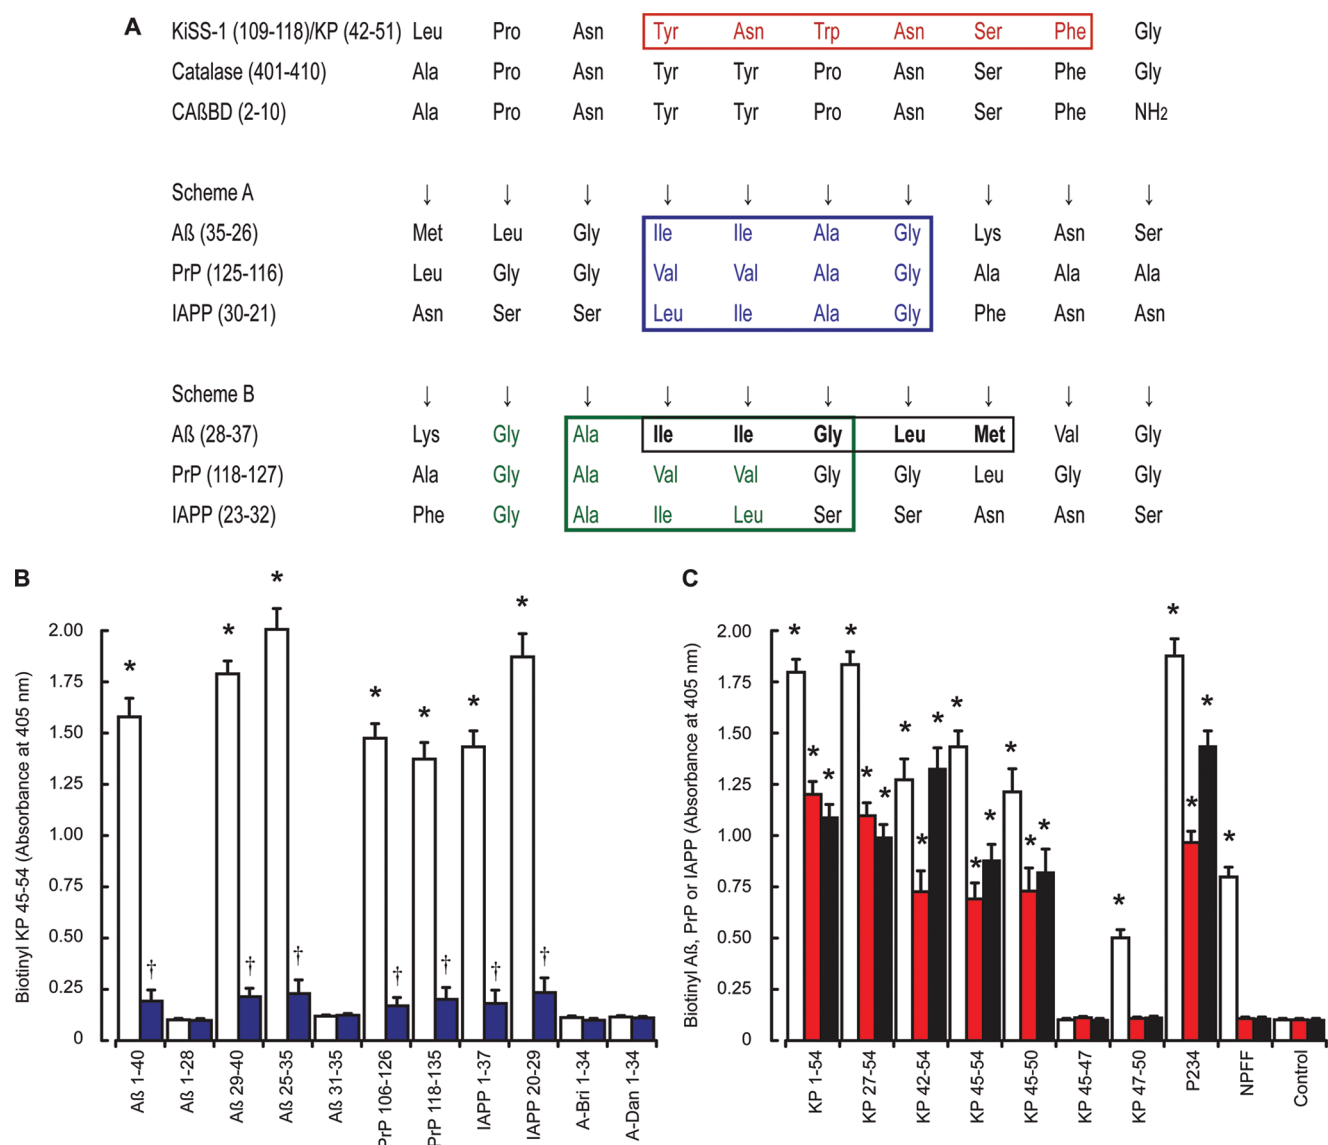 A KiSS-1 (109-118)/KP (42-51) Leu Pro Asn Tyr Asn Trp Asn Ser Phe Gly
Catalase (401-410) Ala Pro Asn Tyr Tyr Pro Asn Ser Phe Gly
CAßBD (2-10) Ala Pro Asn Tyr Tyr Pro Asn Ser Phe NH2
Scheme A ↓ ↓ ↓ ↓ ↓ ↓ ↓ ↓ ↓ ↓
Aß (35-26) Met Leu Gly Ile Ile Ala Gly Lys Asn Ser
PrP (125-116) Leu Gly Gly Val Val Ala Gly Ala Ala Ala
IAPP (30-21) Asn Ser Ser Leu Ile Ala Gly Phe Asn Asn
Scheme B ↓ ↓ ↓ ↓ ↓ ↓ ↓ ↓ ↓ ↓
Aß (28-37) Lys Gly Ala Ile Ile Gly Leu Met Val Gly
PrP (118-127) Ala Gly Ala Val Val Gly Gly Leu Gly Gly
IAPP (23-32) Phe Gly Ala Ile Leu Ser Ser Asn Asn Ser
B
Biotinyl KP 45-54 (Absorbance at 405 nm)
2.00
1.75
1.50
1.25
1.00
0.75
0.50
0.25
0
* * * * * * *
† † † † † † †
Aß 1-40
Aß 1-28
Aß 29-40
Aß 25-35
Aß 31-35
PrP 106-126
PrP 118-135
IAPP 1-37
IAPP 20-29
A-Bri 1-34
A-Dan 1-34
C
Biotinyl Aß, PrP or IAPP (Absorbance at 405 nm)
2.00
1.75
1.50
1.25
1.00
0.75
0.50
0.25
0
* * * * * * * * * * * * * * * * * * * *
KP 1-54
KP 27-54
KP 42-54
KP 45-54
KP 45-50
KP 45-47
KP 47-50
P234
NPFF
Control